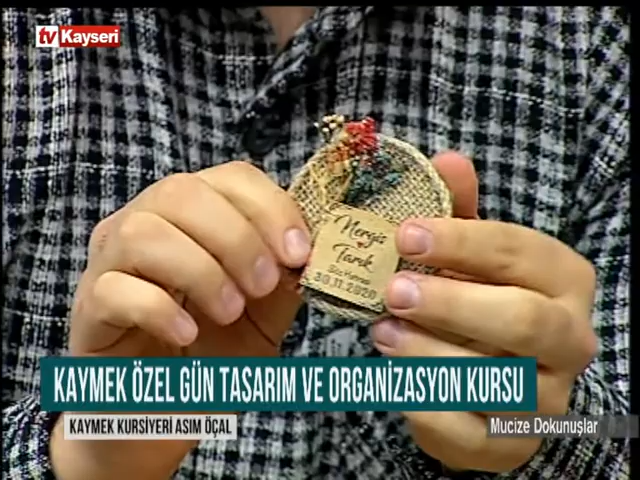 tv Kayseri
Nergis
Tarık
30.11.2020
KAYMEK ÖZEL GÜN TASARIM VE ORGANİZASYON KURSU
KAYMEK KURSİYERİ ASIM ÖÇAL
Mucize Dokunuşlar